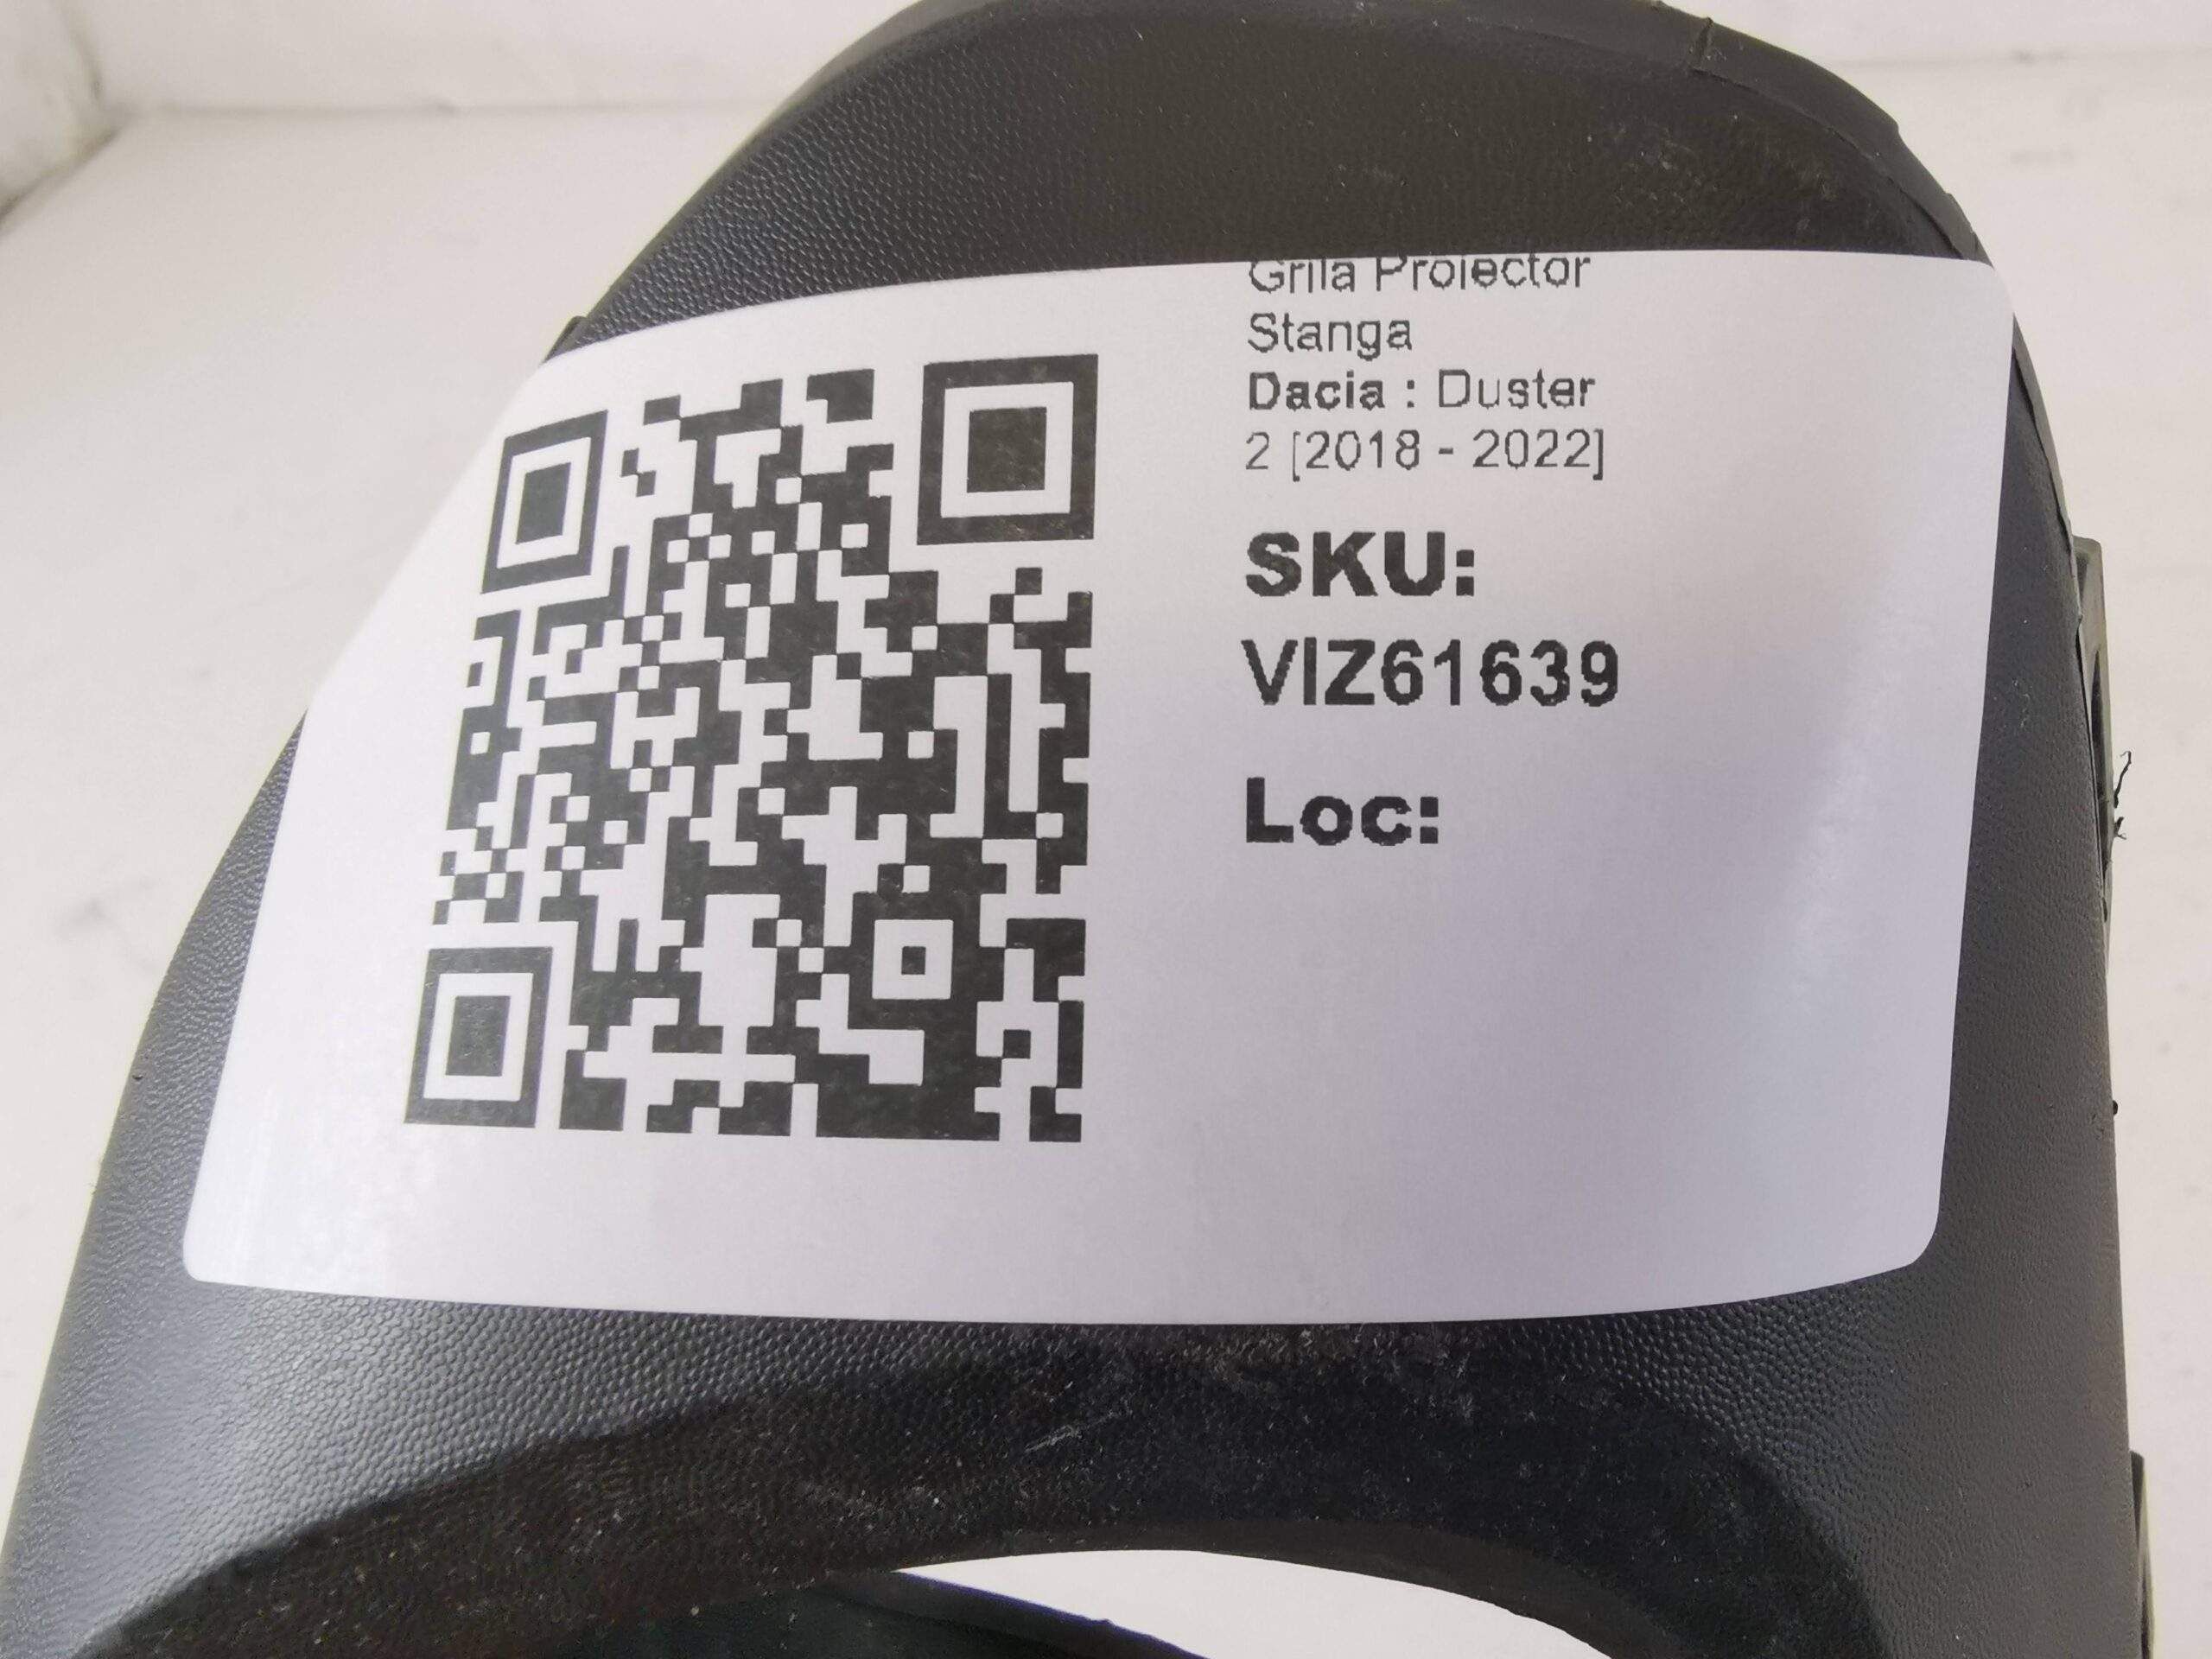 Grila Proiector
Stanga
Dacia : Duster
2 [2018 - 2022]
SKU:
VIZ61639
Loc: